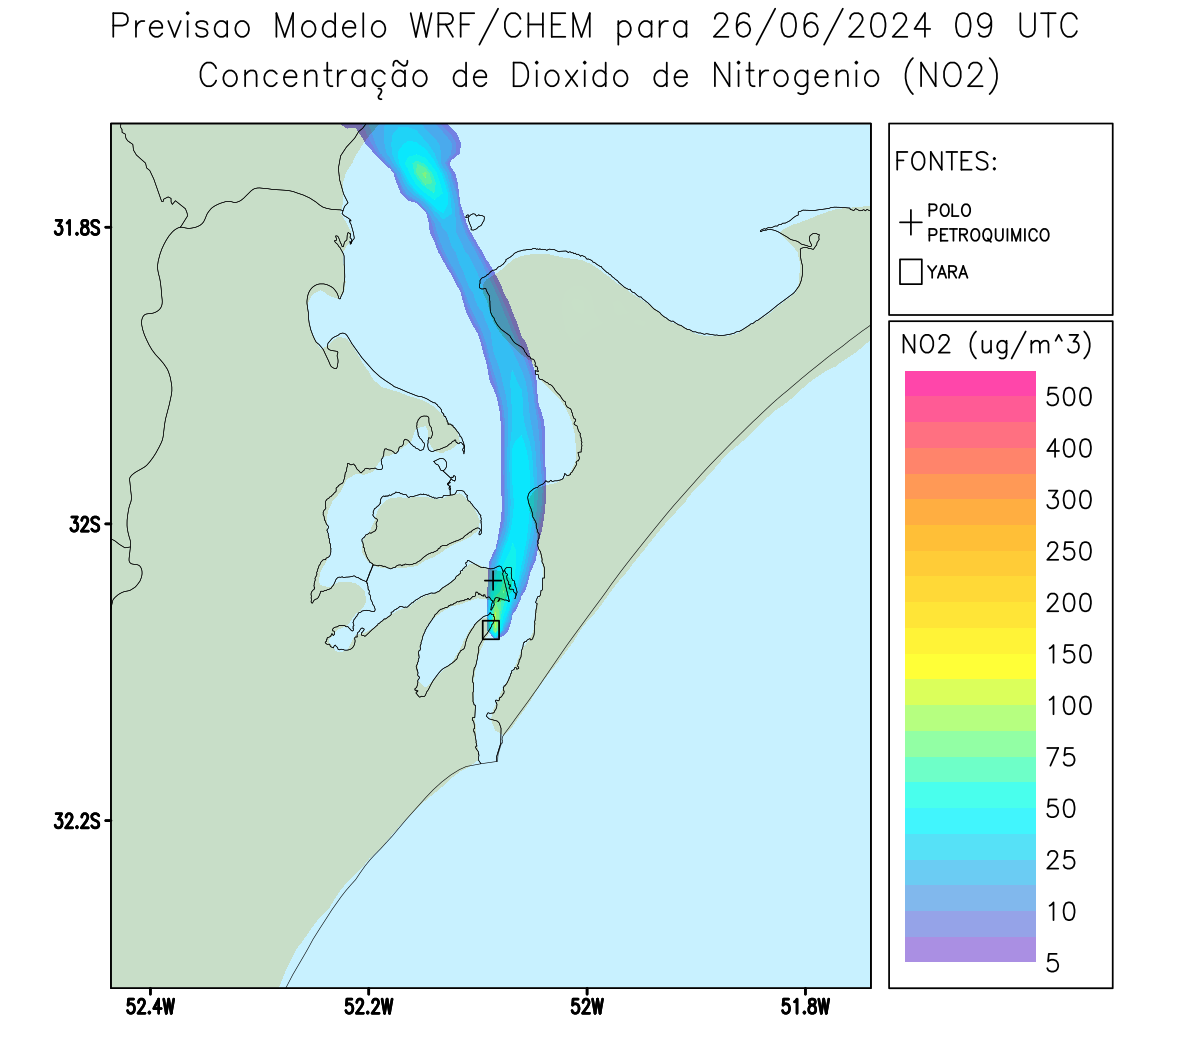 Previsao Modelo WRF/CHEM para 26/06/2024 09 UTC
Concentração de Dioxido de Nitrogenio (NO2)
FONTES:
POLO
PETROQUIMICO
YARA
NO2 (ug/m^3)
500
400
300
250
200
150
100
75
50
25
10
5
31.8S
32S
32.2S
52.4W
52.2W
52W
51.8W